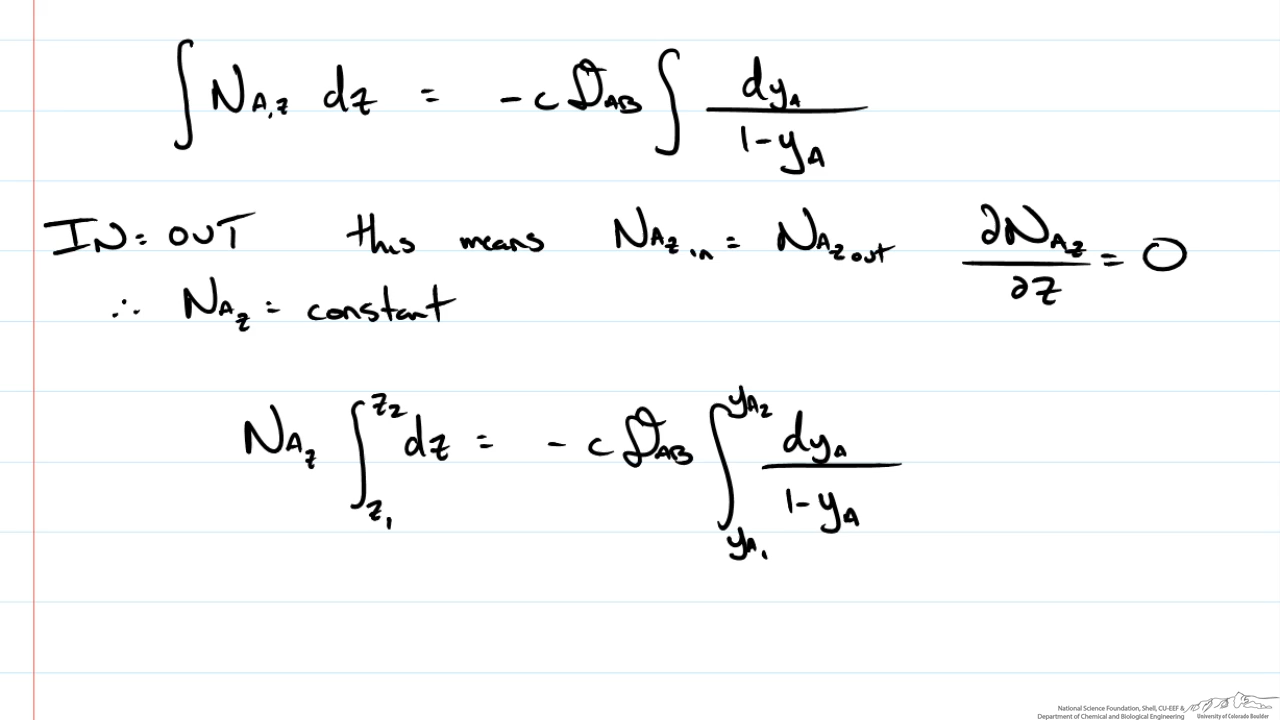 ∫ N_{A,z} dz = -c 𝒟_{AB} ∫ dy_A / (1-y_A)
IN = OUT this means N_{Az in} = N_{Az out} ∂N_{Az} / ∂z = 0
∴ N_{Az} = constant
N_{Az} ∫_{z_1}^{z_2} dz = -c 𝒟_{AB} ∫_{y_{A1}}^{y_{A2}} dy_A / (1-y_A)
National Science Foundation, Shell, CU-EEF &
Department of Chemical and Biological Engineering
University of Colorado Boulder